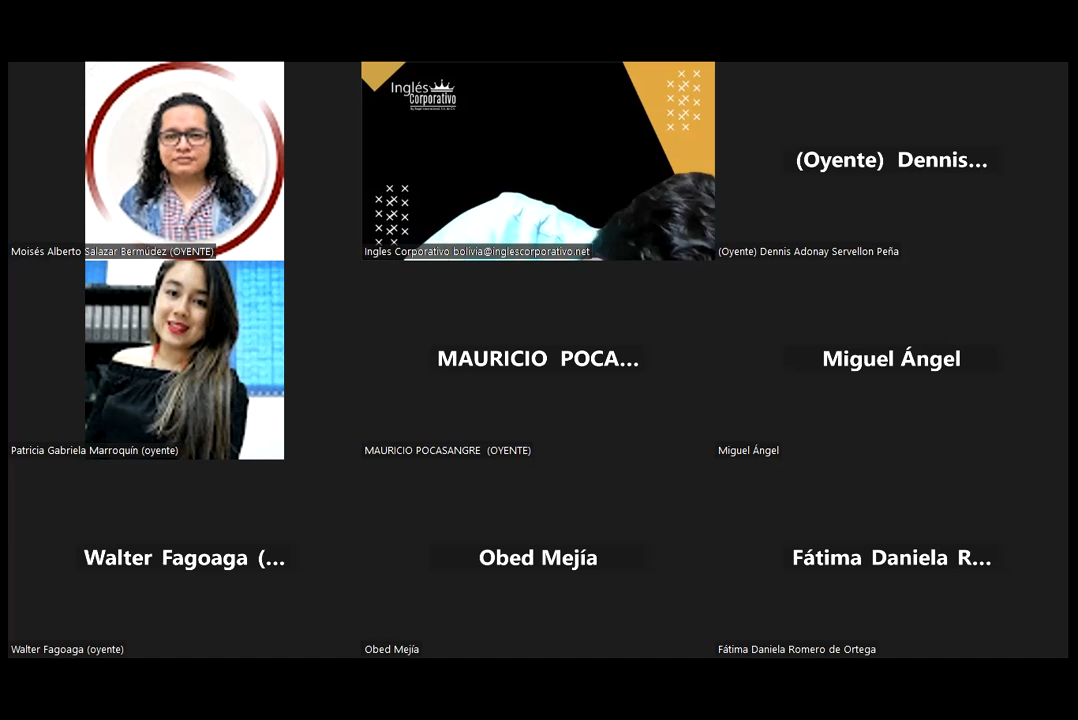 Inglés
Corporativo
(Oyente) Dennis...
Moisés Alberto Salazar Bermúdez (OYENTE)
Ingles Corporativo bolivia@inglescorporativo.net
(Oyente) Dennis Adonay Servellon Peña
MAURICIO POCA...
Miguel Ángel
Patricia Gabriela Marroquín (oyente)
MAURICIO POCASANGRE (OYENTE)
Miguel Ángel
Walter Fagoaga (...
Obed Mejía
Fátima Daniela R...
Walter Fagoaga (oyente)
Obed Mejía
Fátima Daniela Romero de Ortega